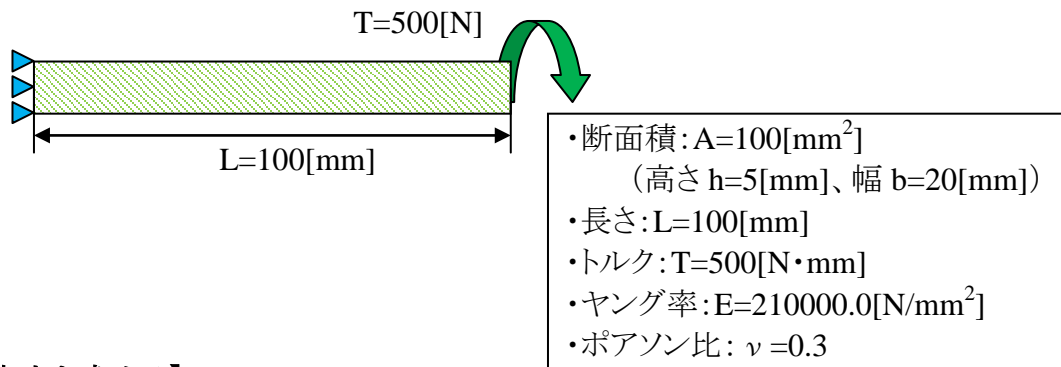 T=500[N]
L=100[mm]
・断面積:A=100[mm²]
(高さ h=5[mm]、幅 b=20[mm])
・長さ:L=100[mm]
・トルク:T=500[N・mm]
・ヤング率:E=210000.0[N/mm²]
・ポアソン比: ν=0.3